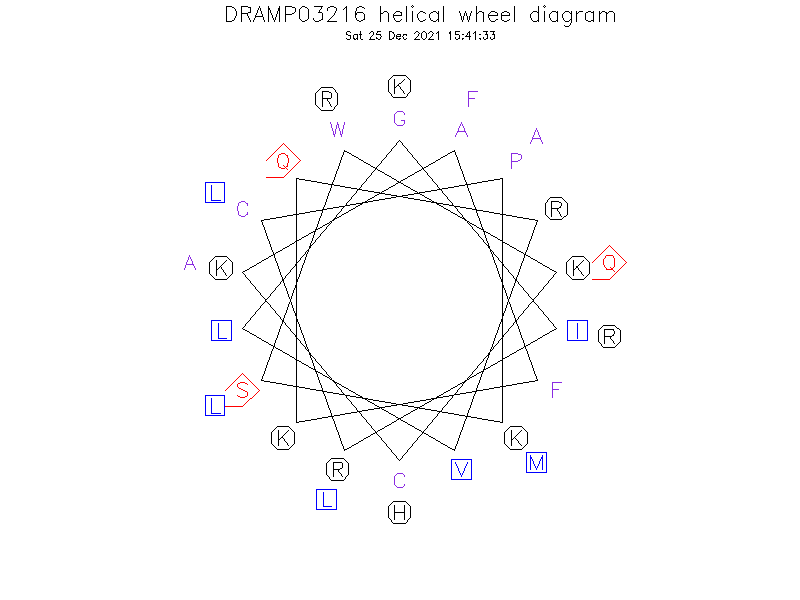 DRAMP03216 helical wheel diagram
Sat 25 Dec 2021 15:41:33
K
R F
G
W A A
Q P
L C R
A K K Q
L I R
S F
L
K K
R V M
C
L
H